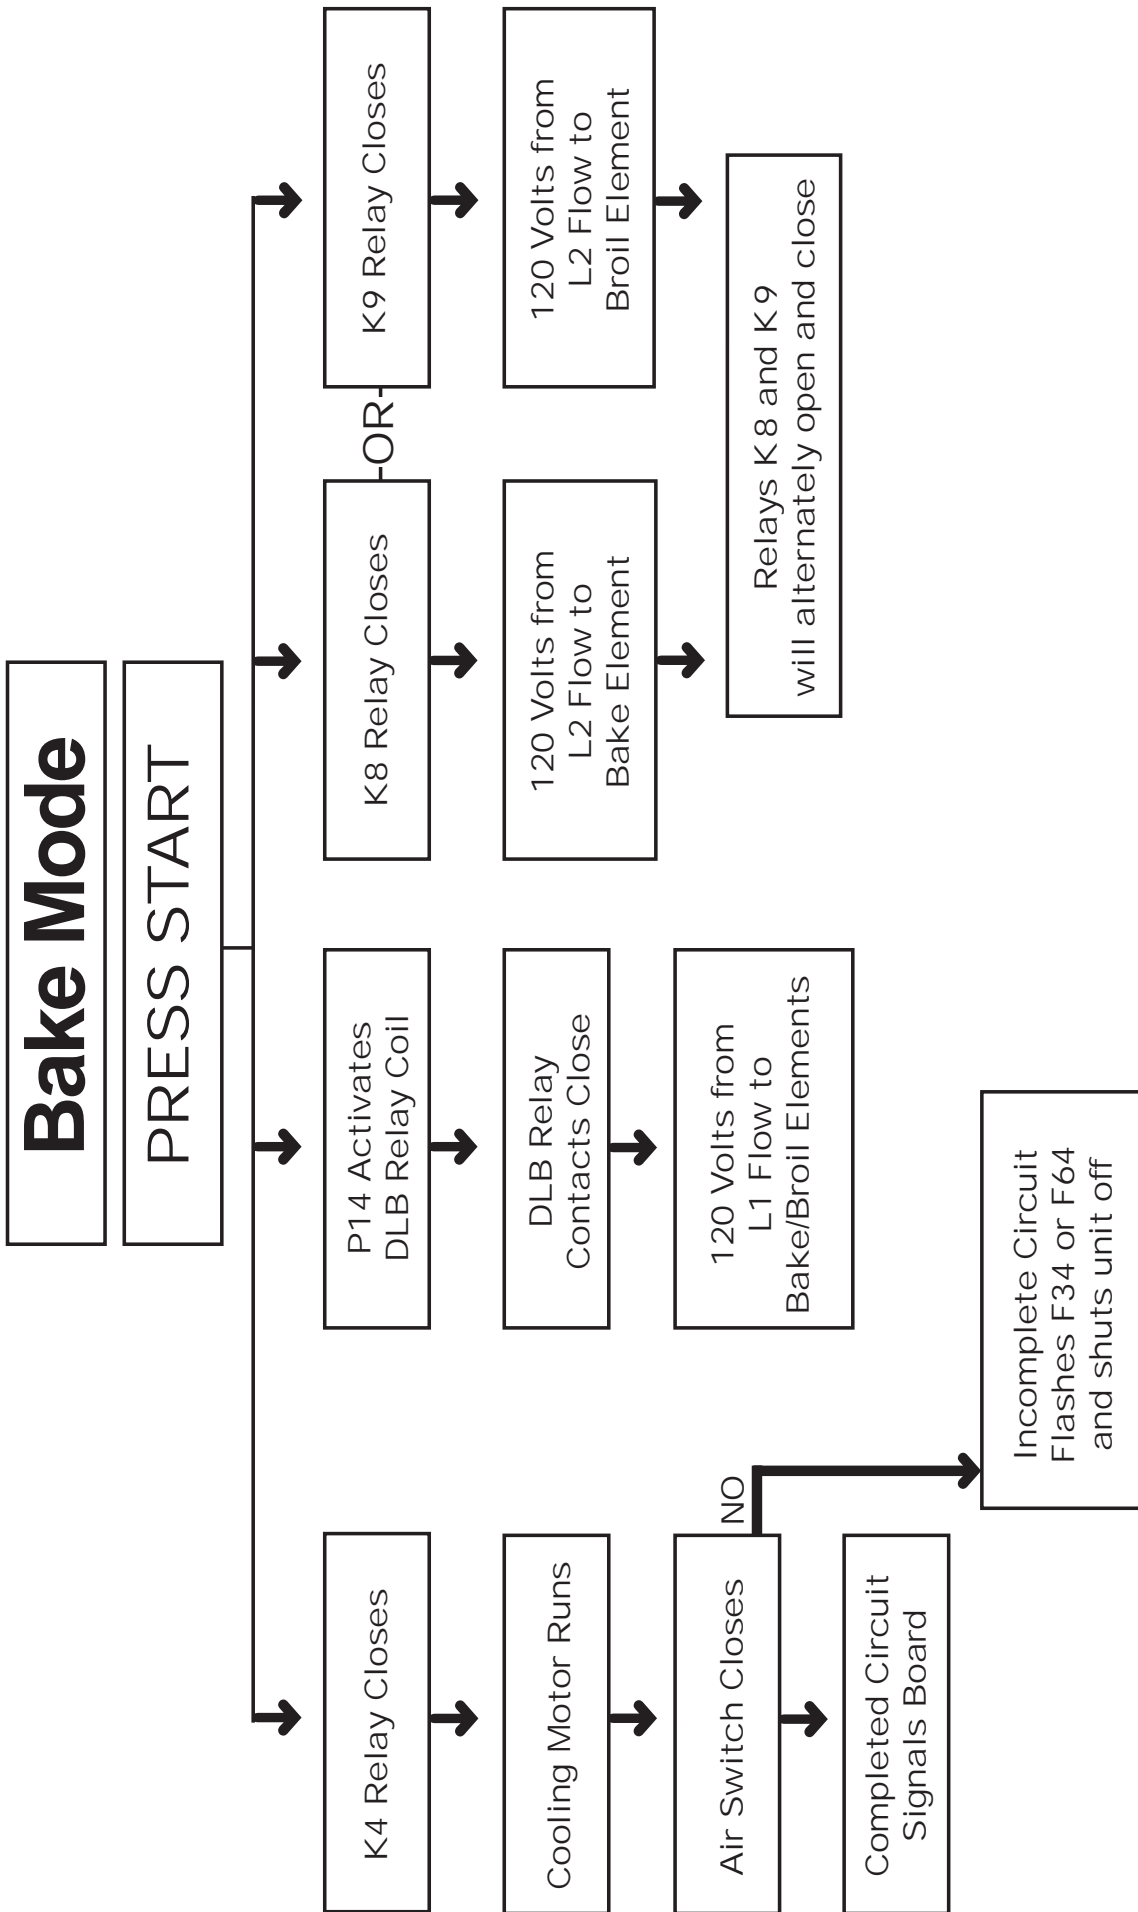 Bake Mode
PRESS START
K4 Relay Closes
Cooling Motor Runs
Air Switch Closes
NO
Completed Circuit
Signals Board
Incomplete Circuit
Flashes F34 or F64
and shuts unit off
P14 Activates
DLB Relay Coil
DLB Relay
Contacts Close
120 Volts from
L1 Flow to
Bake/Broil Elements
K8 Relay Closes
OR
K9 Relay Closes
120 Volts from
L2 Flow to
Bake Element
120 Volts from
L2 Flow to
Broil Element
Relays K8 and K9
will alternately open and close